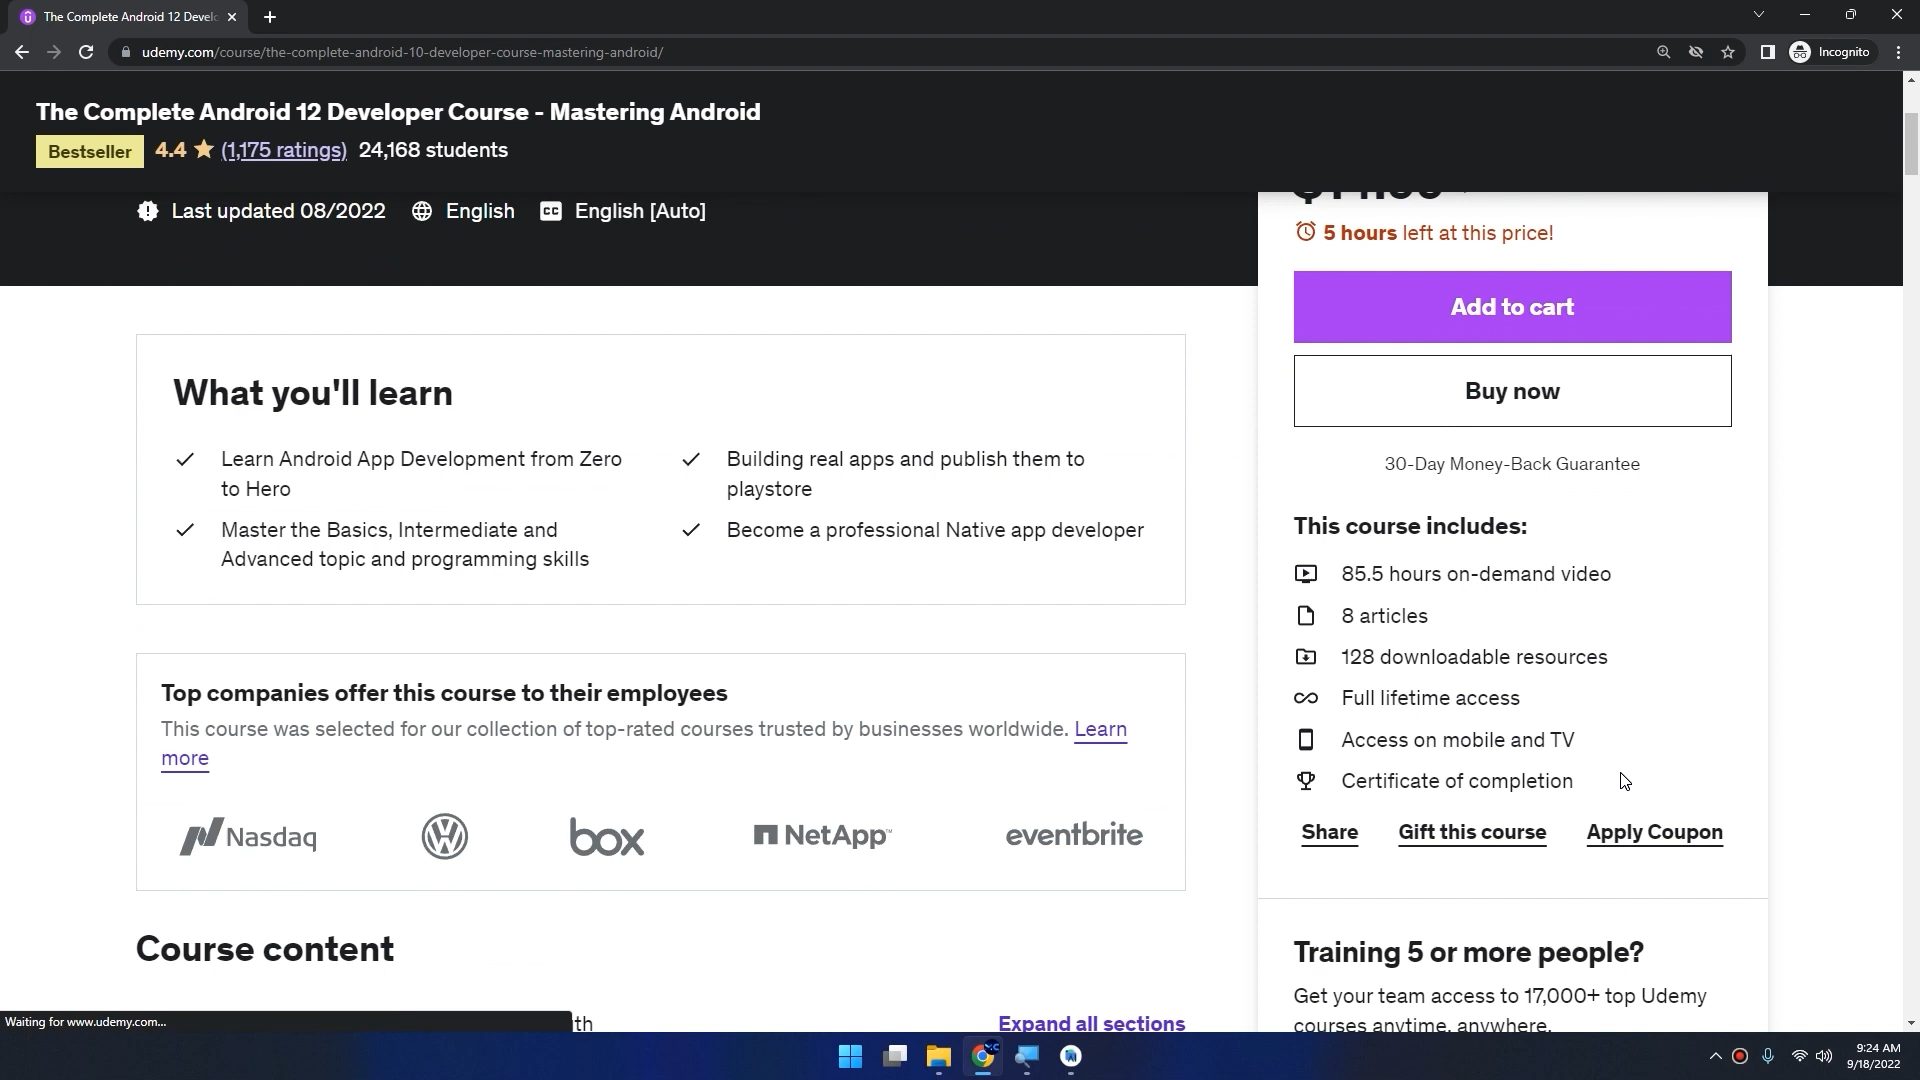 The Complete Android 12 Devel
udemy.com/course/the-complete-android-10-developer-course-mastering-android/
Incognito
The Complete Android 12 Developer Course - Mastering Android
Bestseller 4.4 (1,175 ratings) 24,168 students
Last updated 08/2022 English CC English [Auto]
5 hours left at this price!
Add to cart
Buy now
30-Day Money-Back Guarantee
This course includes:
85.5 hours on-demand video
8 articles
128 downloadable resources
Full lifetime access
Access on mobile and TV
Certificate of completion
Share Gift this course Apply Coupon
Training 5 or more people?
Get your team access to 17,000+ top Udemy
courses anytime, anywhere.
What you'll learn
Learn Android App Development from Zero
to Hero
Building real apps and publish them to
playstore
Master the Basics, Intermediate and
Advanced topic and programming skills
Become a professional Native app developer
Top companies offer this course to their employees
This course was selected for our collection of top-rated courses trusted by businesses worldwide. Learn
more
Nasdaq
box
NetApp
eventbrite
Course content
th
Expand all sections
Waiting for www.udemy.com...
9:24 AM
9/18/2022